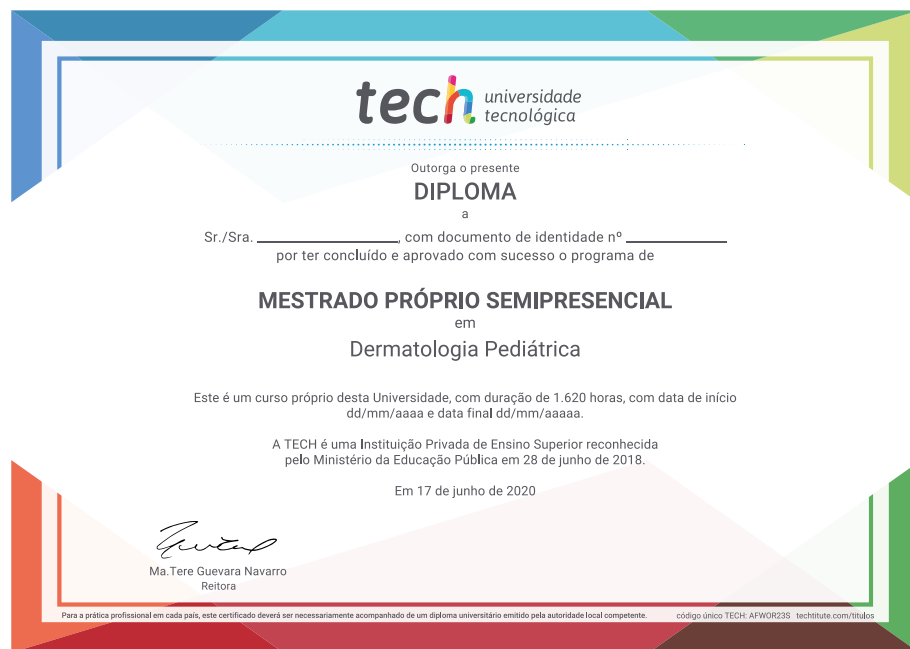 tech universidade
tecnológica
Outorga o presente
DIPLOMA
a
Sr./Sra. , com documento de identidade nº
por ter concluído e aprovado com sucesso o programa de
MESTRADO PRÓPRIO SEMIPRESENCIAL
em
Dermatologia Pediátrica
Este é um curso próprio desta Universidade, com duração de 1.620 horas, com data de início
dd/mm/aaaa e data final dd/mm/aaaaa.
A TECH é uma Instituição Privada de Ensino Superior reconhecida
pelo Ministério da Educação Pública em 28 de junho de 2018.
Em 17 de junho de 2020
Ma.Tere Guevara Navarro
Reitora
Para a prática profissional em cada país, este certificado deverá ser necessariamente acompanhado de um diploma universitário emitido pela autoridade local competente. código único TECH: AFWOR23S techtitute.com/titulos